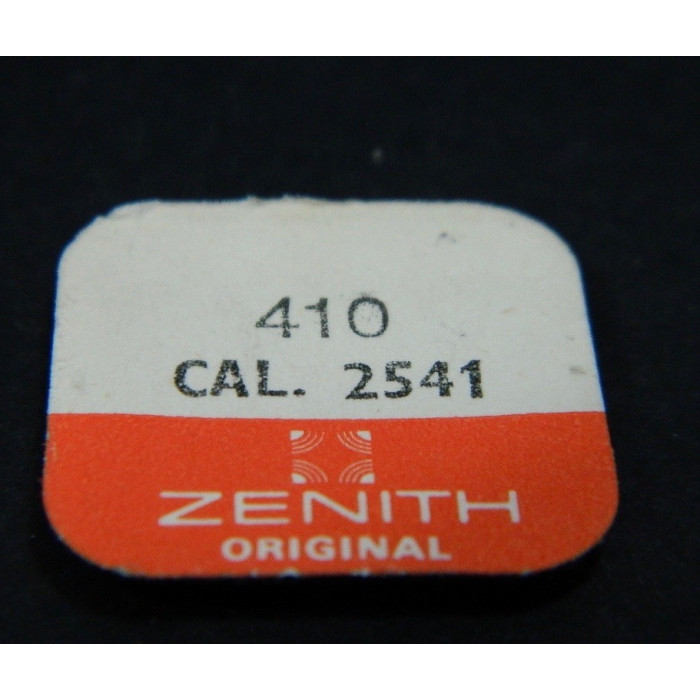 410
CAL. 2541
ZENITH
ORIGINAL